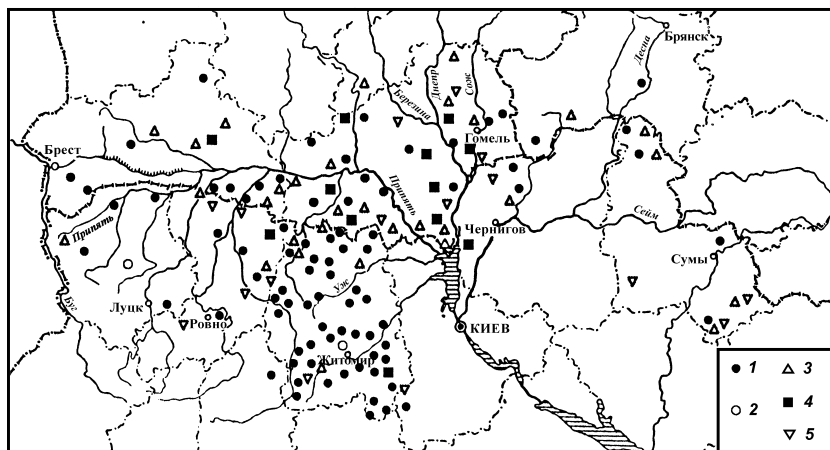 Брянск
Десна
Днепр
Сож
Березина
Гомель
Брест
Припять
Припять
Сейм
Чернигов
Сумы
Уж
Буг
Луцк
Ровно
КИЕВ
Житомир
1 3
2 4
5